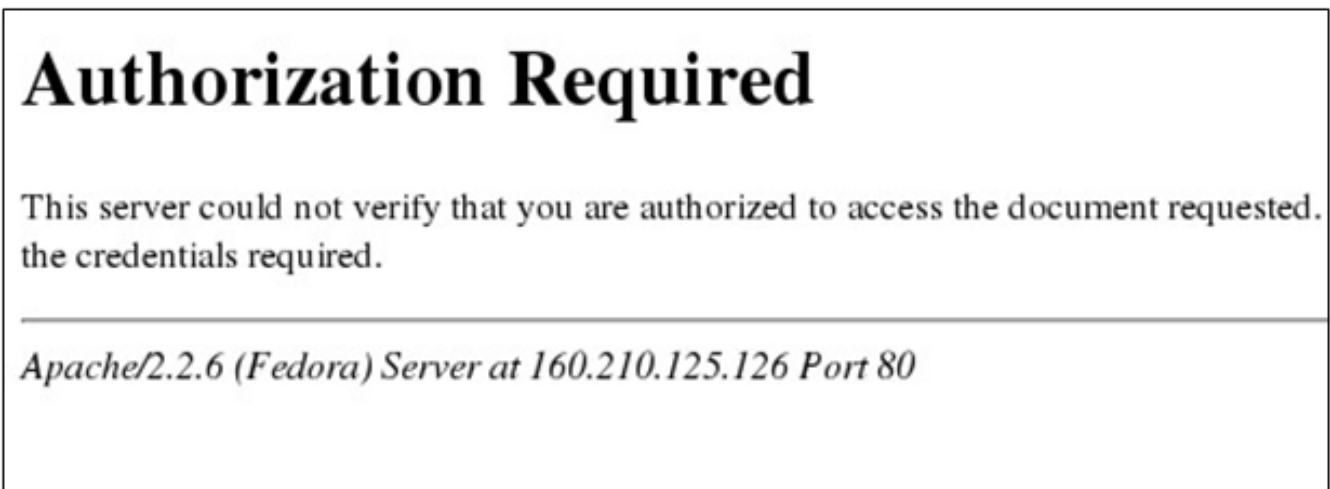 Authorization Required
This server could not verify that you are authorized to access the document requested.
the credentials required.
Apache/2.2.6 (Fedora) Server at 160.210.125.126 Port 80